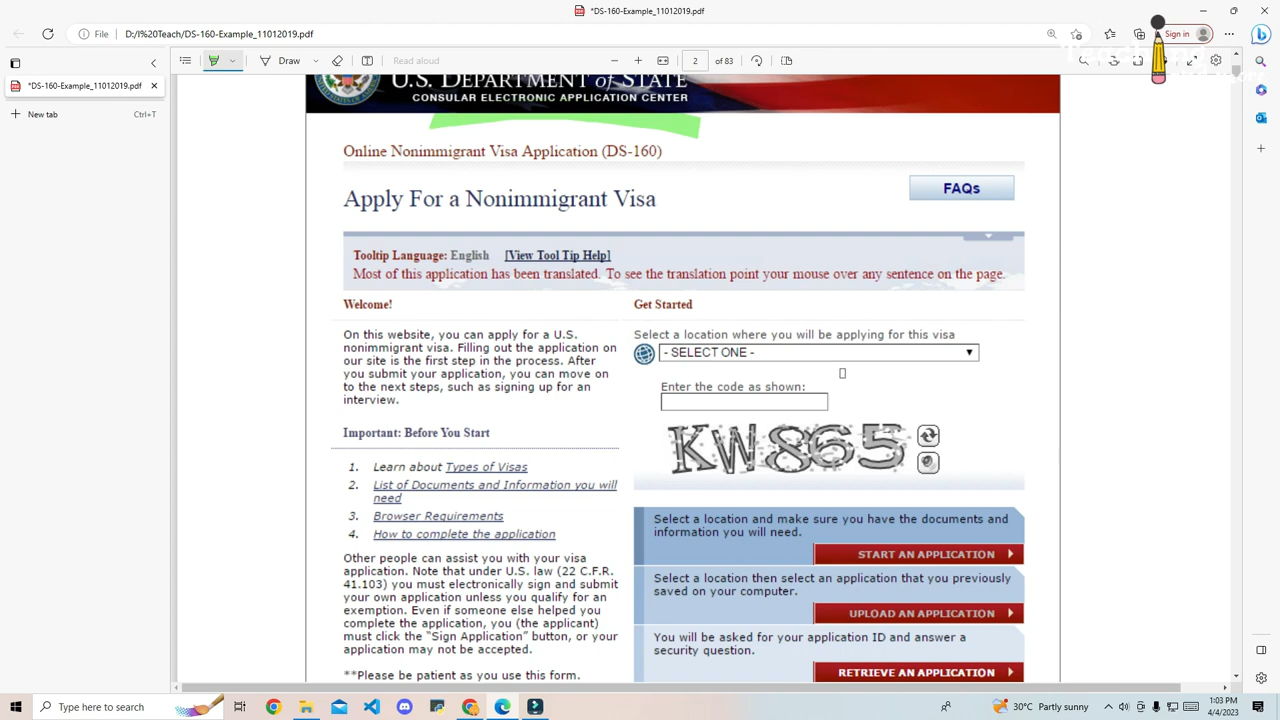 *DS-160-Example_11012019.pdf
File D:/I%20Teach/DS-160-Example_11012019.pdf
Sign in
Draw
Read aloud
2 of 83
*DS-160-Example_11012019.pdf
New tab Ctrl+T
U.S. DEPARTMENT OF STATE
CONSULAR ELECTRONIC APPLICATION CENTER
Online Nonimmigrant Visa Application (DS-160)
Apply For a Nonimmigrant Visa
FAQs
Tooltip Language: English [View Tool Tip Help]
Most of this application has been translated. To see the translation point your mouse over any sentence on the page.
Welcome!
On this website, you can apply for a U.S.
nonimmigrant visa. Filling out the application on
our site is the first step in the process. After
you submit your application, you can move on
to the next steps, such as signing up for an
interview.
Important: Before You Start
1. Learn about Types of Visas
2. List of Documents and Information you will
need
3. Browser Requirements
4. How to complete the application
Other people can assist you with your visa
application. Note that under U.S. law (22 C.F.R.
41.103) you must electronically sign and submit
your own application unless you qualify for an
exemption. Even if someone else helped you
complete the application, you (the applicant)
must click the “Sign Application” button, or your
application may not be accepted.
**Please be patient as you use this form.
Get Started
Select a location where you will be applying for this visa
- SELECT ONE -
Enter the code as shown:
KW865
Select a location and make sure you have the documents and
information you will need.
START AN APPLICATION
Select a location then select an application that you previously
saved on your computer.
UPLOAD AN APPLICATION
You will be asked for your application ID and answer a
security question.
RETRIEVE AN APPLICATION
Type here to search
30°C Partly sunny
1:03 PM
4/4/2023